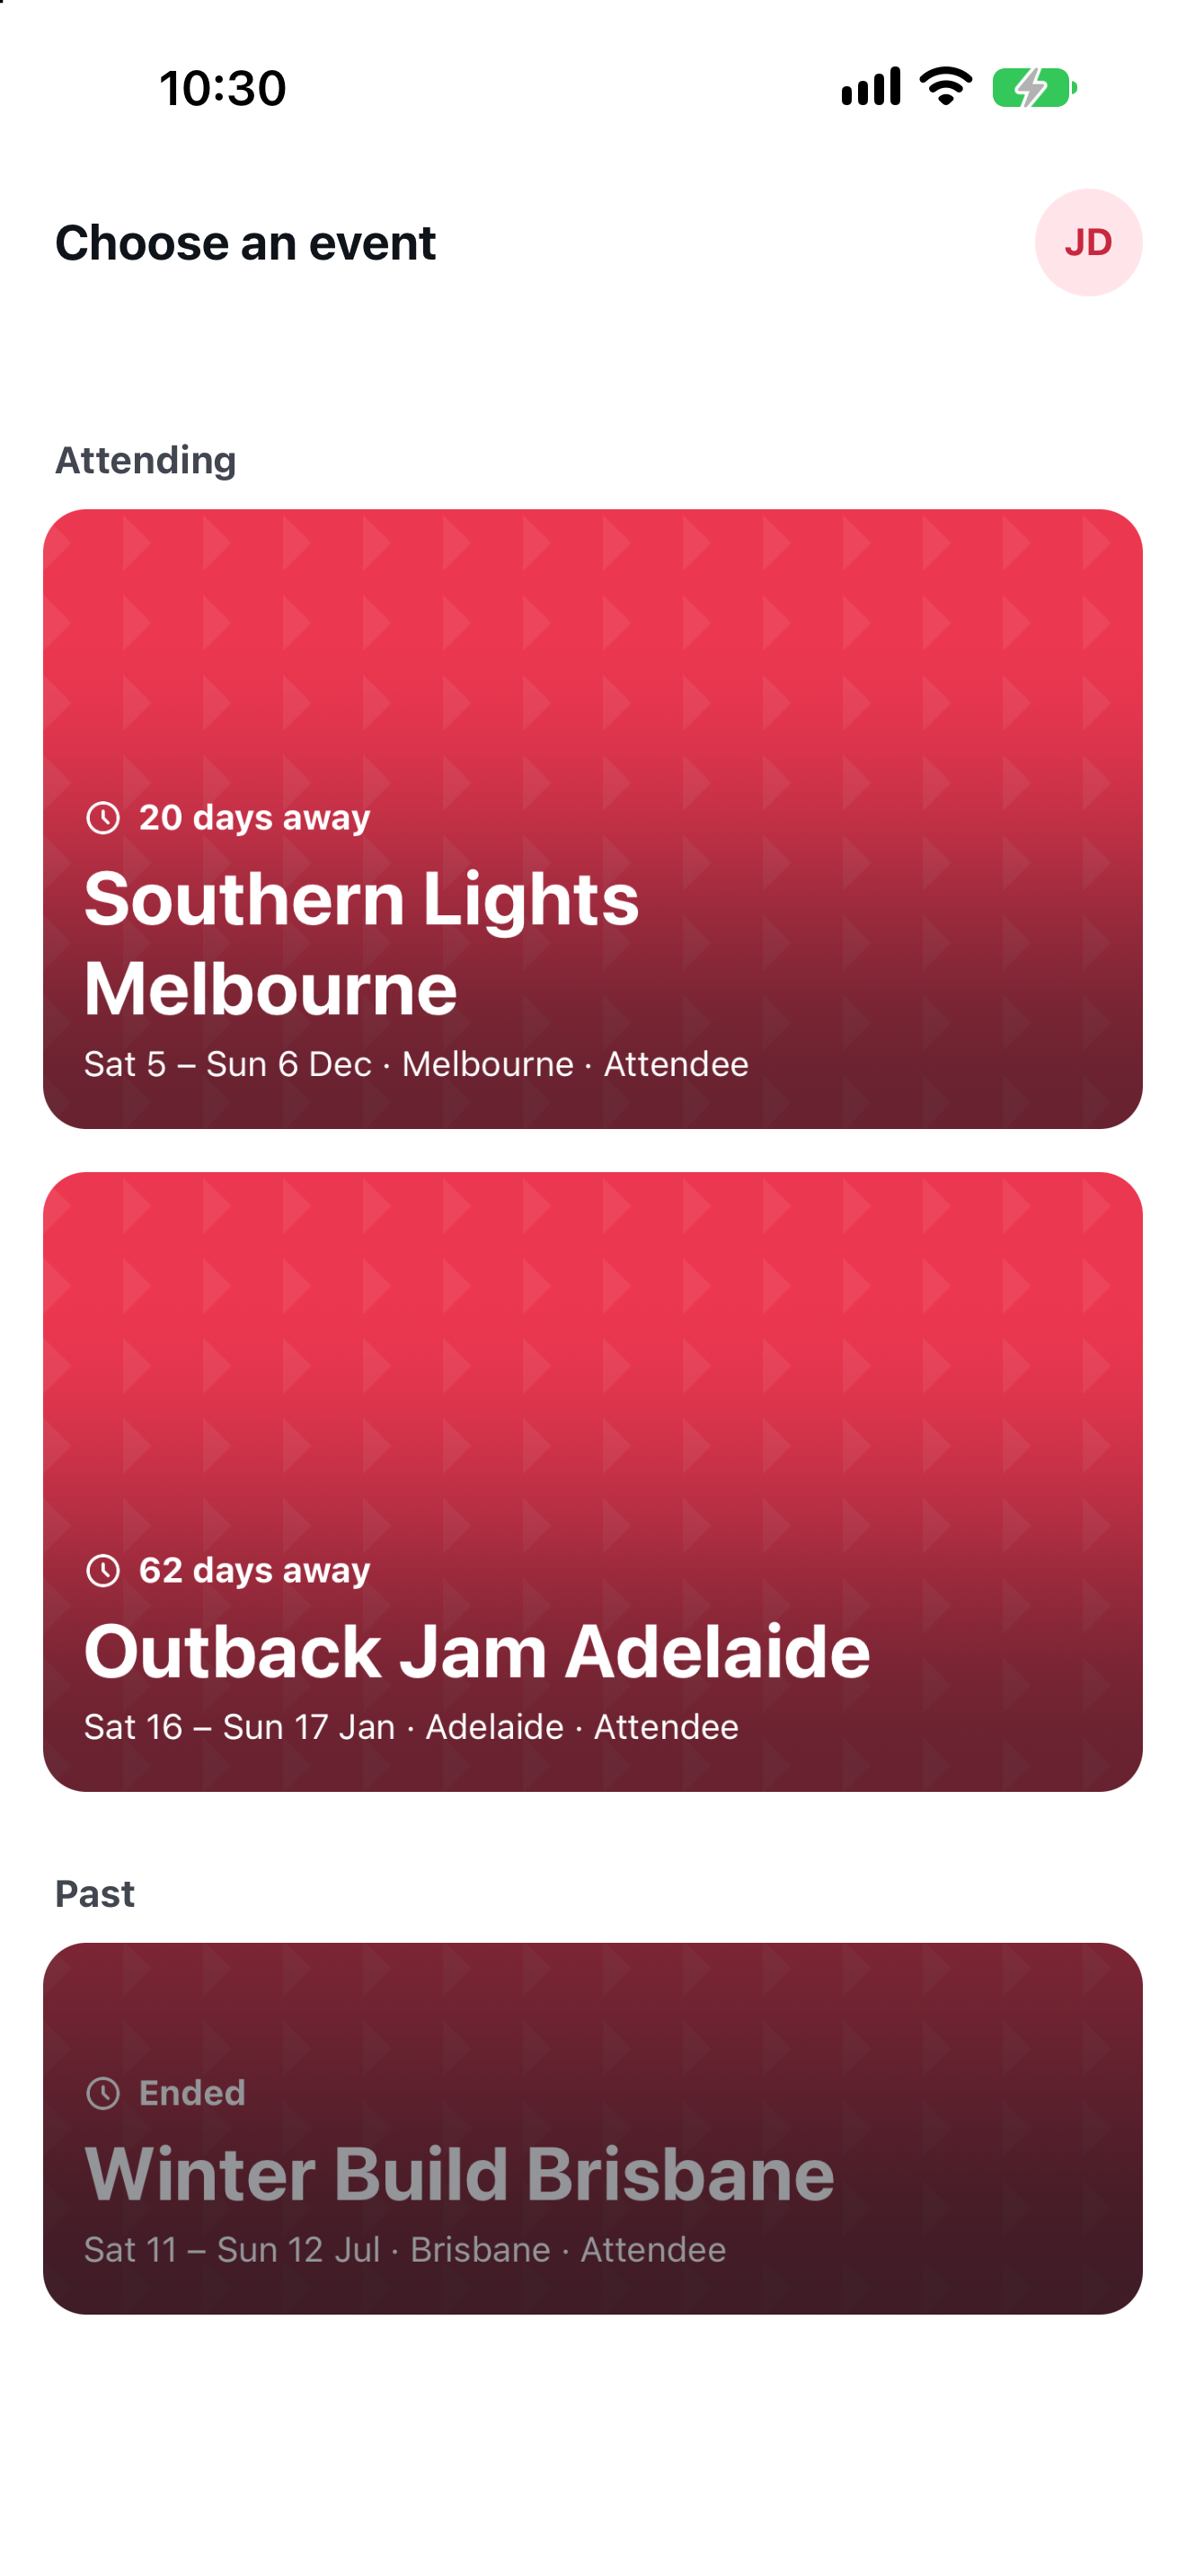 10:30
Choose an event
JD
Attending
20 days away
Southern Lights
Melbourne
Sat 5 – Sun 6 Dec · Melbourne · Attendee
62 days away
Outback Jam Adelaide
Sat 16 – Sun 17 Jan · Adelaide · Attendee
Past
Ended
Winter Build Brisbane
Sat 11 – Sun 12 Jul · Brisbane · Attendee